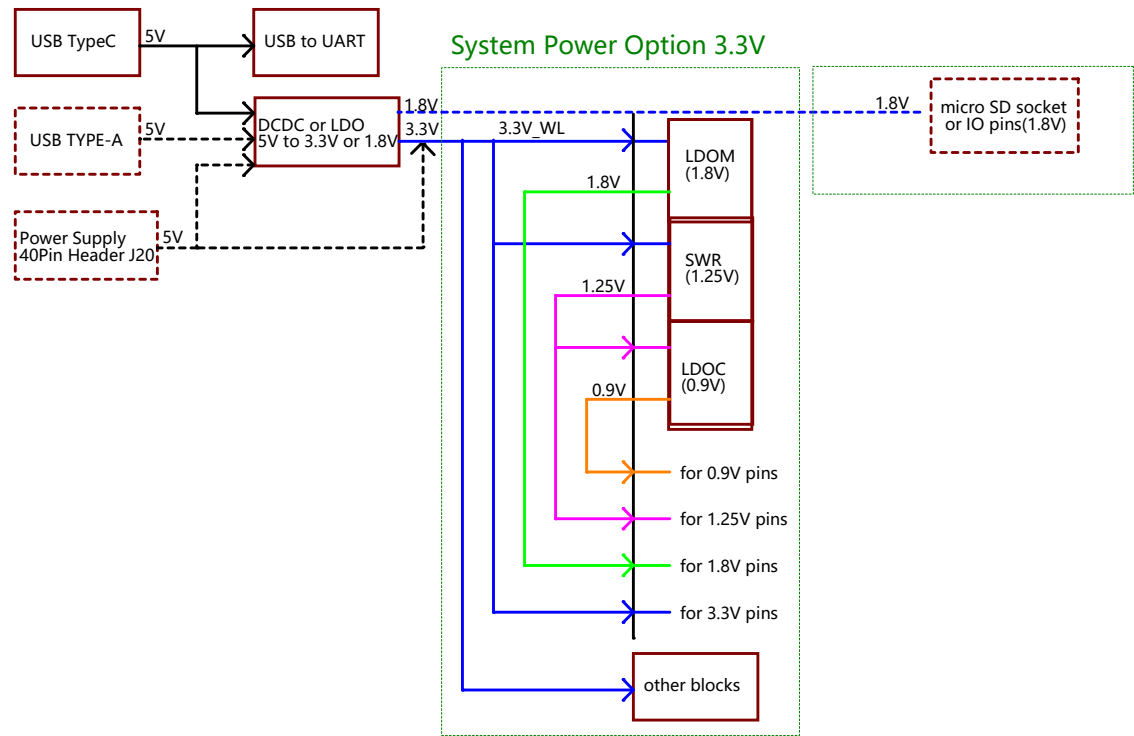 USB TypeC
5V
USB to UART
System Power Option 3.3V
USB TYPE-A
5V
DCDC or LDO
5V to 3.3V or 1.8V
1.8V
3.3V
3.3V_WL
1.8V
micro SD socket
or IO pins(1.8V)
Power Supply
40Pin Header J20
5V
LDOM
(1.8V)
1.8V
SWR
(1.25V)
1.25V
LDOC
(0.9V)
0.9V
for 0.9V pins
for 1.25V pins
for 1.8V pins
for 3.3V pins
other blocks